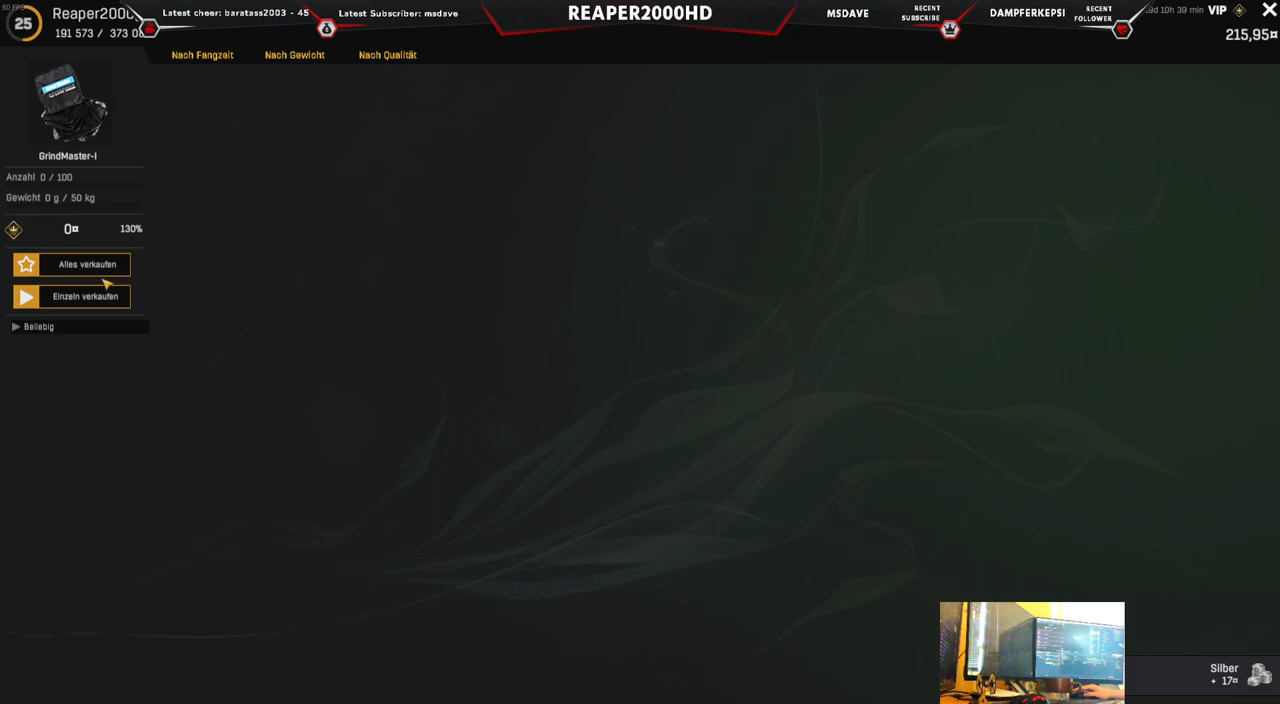 60 FPS
25
Reaper200
191 573 / 373 0
Latest cheer: baratass2003 - 45
Latest Subscriber: msdave
REAPER2000HD
MSDAVE
RECENT
SUBSCRIBE
DAMPFERKEPSI
RECENT
FOLLOWER
9d 10h 39 min
VIP
215,95¤
Nach Fangzeit
Nach Gewicht
Nach Qualität
GrindMaster-I
Anzahl 0 / 100
Gewicht 0 g / 50 kg
0¤
130%
Alles verkaufen
Einzeln verkaufen
Beliebig
Silber
+ 17¤